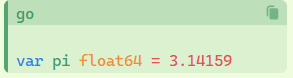 go
var pi float64 = 3.14159